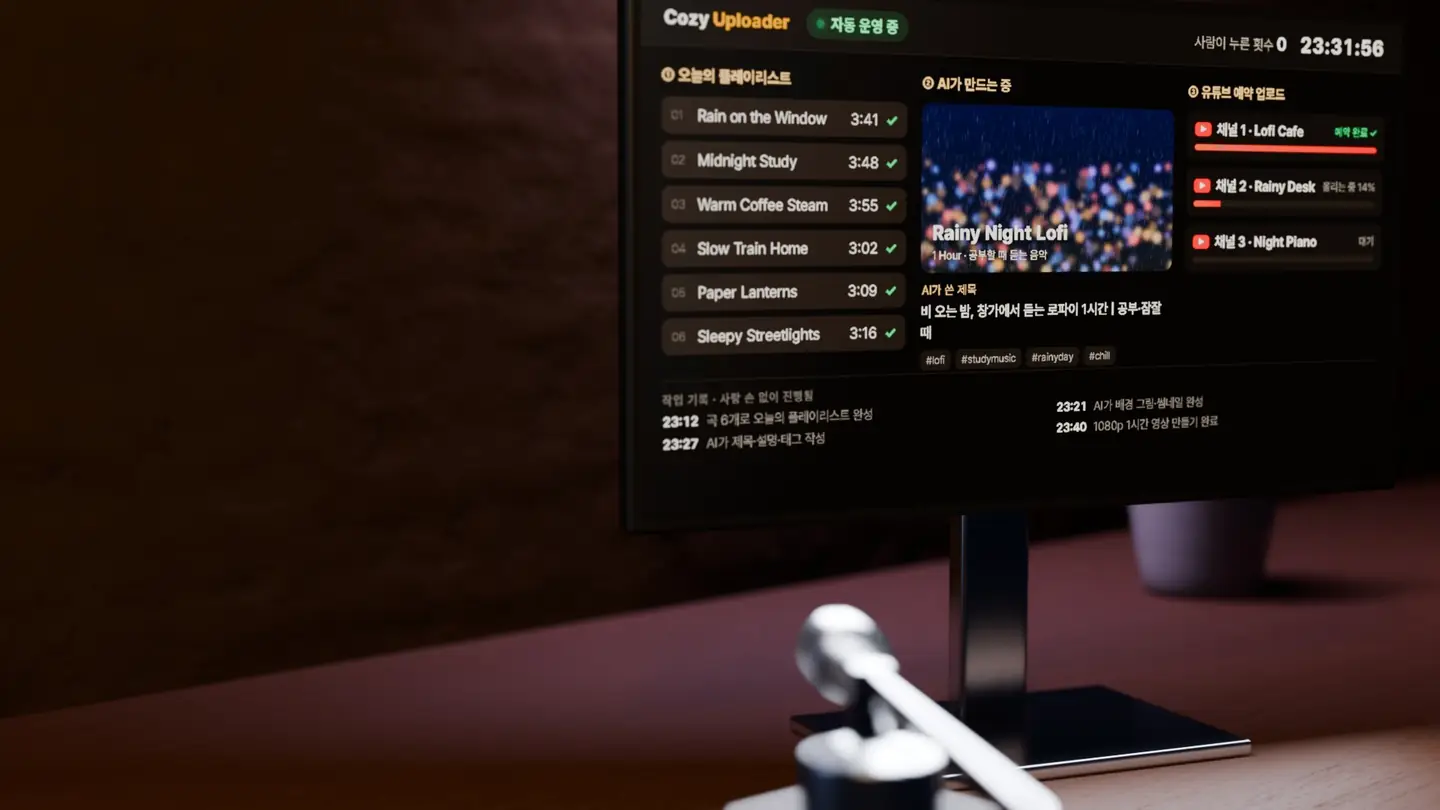 Cozy Uploader
자동 운영 중
사람이 누른 횟수 0 23:31:56
① 오늘의 플레이리스트
01 Rain on the Window 3:41
02 Midnight Study 3:48
03 Warm Coffee Steam 3:55
04 Slow Train Home 3:02
05 Paper Lanterns 3:09
06 Sleepy Streetlights 3:16
② AI가 만드는 중
Rainy Night Lofi
1 Hour · 공부할 때 듣는 음악
AI가 쓴 제목
비 오는 밤, 창가에서 듣는 로파이 1시간 | 공부·잠잘
때
#lofi #studymusic #rainyday #chill
③ 유튜브 예약 업로드
채널 1 · Lofi Cafe 예약 완료 ✓
채널 2 · Rainy Desk 올리는 중 14%
채널 3 · Night Piano 대기
작업 기록 · 사람 손 없이 진행됨
23:12 곡 6개로 오늘의 플레이리스트 완성
23:21 AI가 배경 그림·썸네일 완성
23:27 AI가 제목·설명·태그 작성
23:40 1080p 1시간 영상 만들기 완료